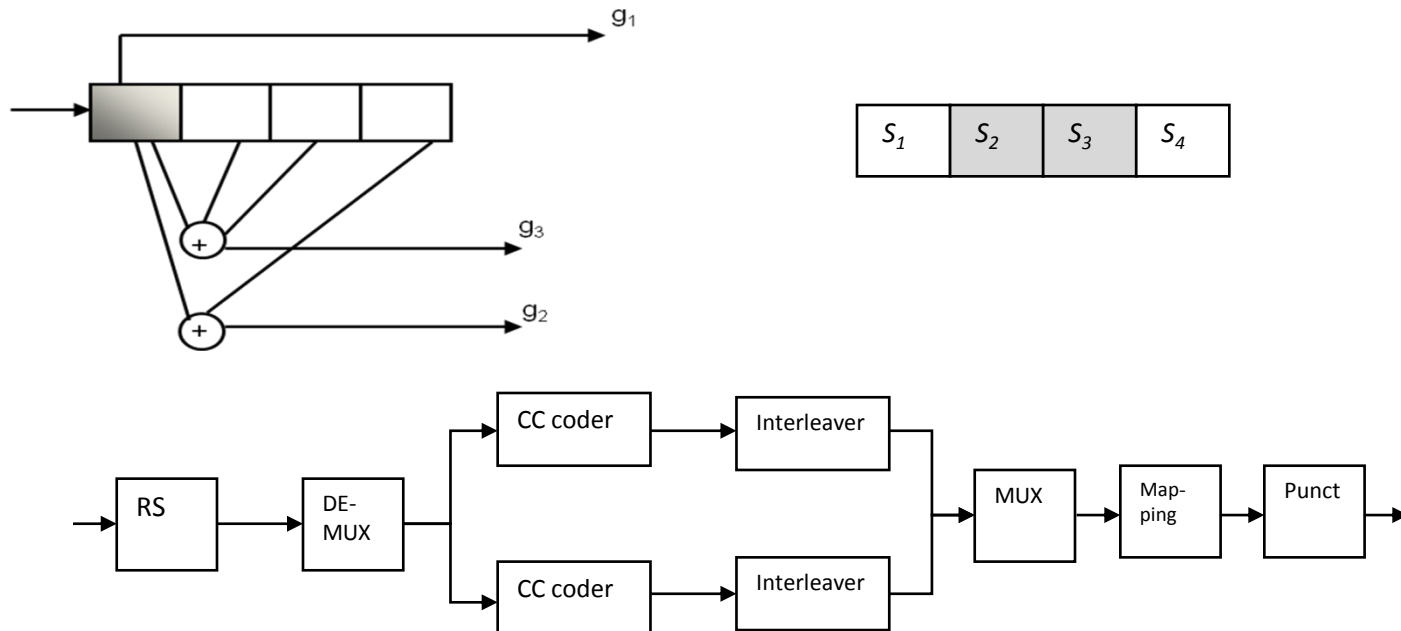 g₁
+
g₃
+
g₂
S₁ S₂ S₃ S₄
CC coder
Interleaver
RS
DE-
MUX
MUX
Map-
ping
Punct
CC coder
Interleaver